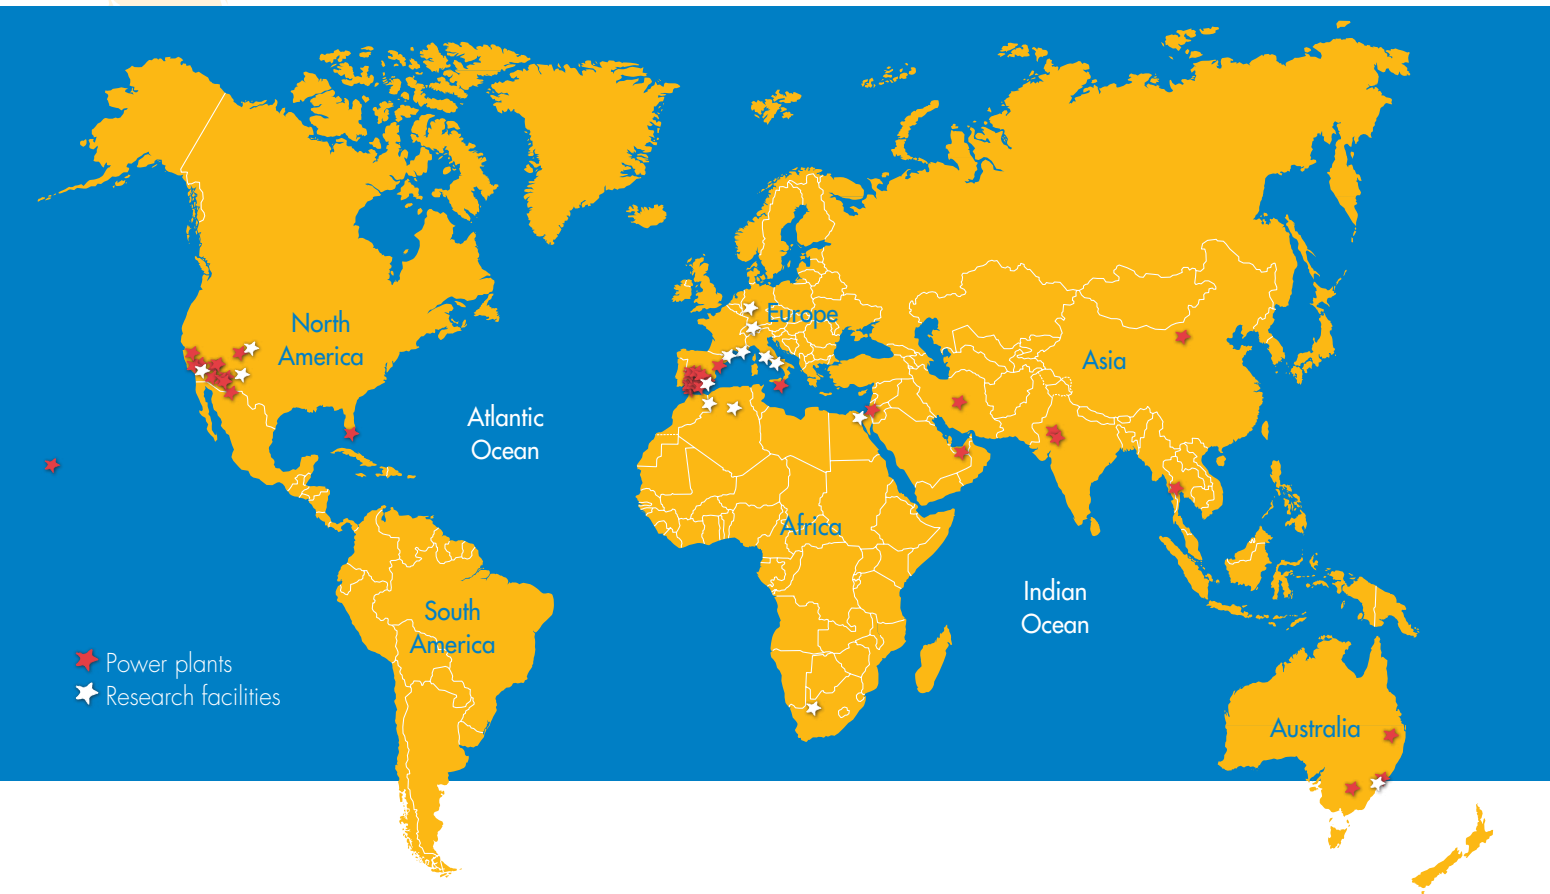 North
America
Europe
Asia
Atlantic
Ocean
Africa
Indian
Ocean
South
America
Power plants
Research facilities
Australia